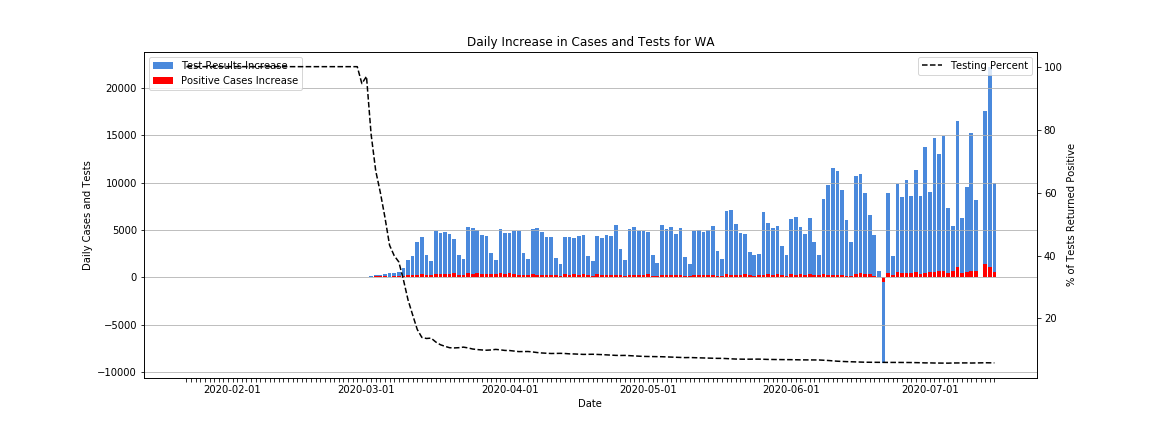 Daily Increase in Cases and Tests for WA
Test Results Increase
Positive Cases Increase
Testing Percent
20000
15000
10000
5000
0
−5000
−10000
Daily Cases and Tests
100
80
60
40
20
% of Tests Returned Positive
2020-02-01
2020-03-01
2020-04-01
2020-05-01
2020-06-01
2020-07-01
Date